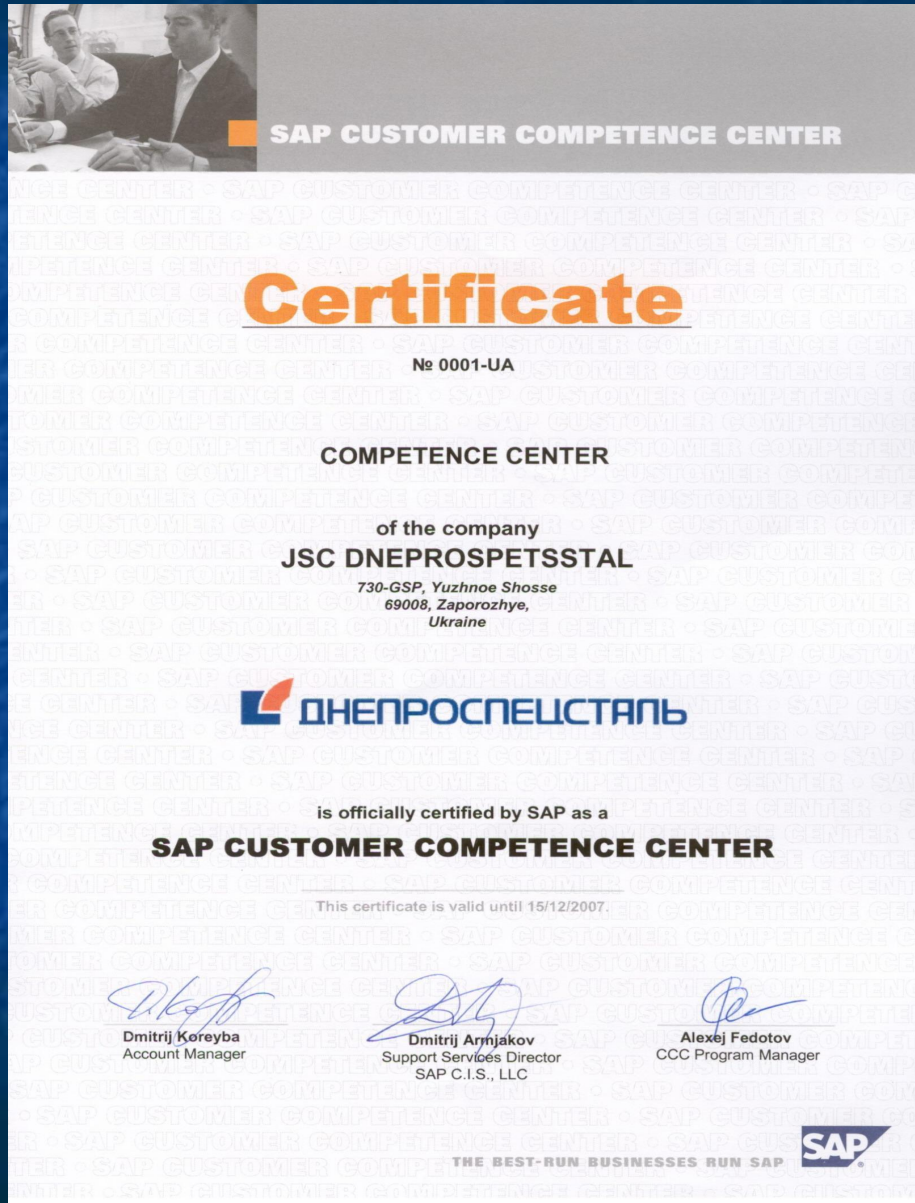 SAP CUSTOMER COMPETENCE CENTER
Certificate
№ 0001-UA
COMPETENCE CENTER
of the company
JSC DNEPROSPETSSTAL
730-GSP, Yuzhnoe Shosse
69008, Zaporozhye,
Ukraine
ДНЕПРОСПЕЦСТАЛЬ
is officially certified by SAP as a
SAP CUSTOMER COMPETENCE CENTER
This certificate is valid until 15/12/2007.
Dmitrij Koreyba
Account Manager
Dmitrij Armjakov
Support Services Director
SAP C.I.S., LLC
Alexej Fedotov
CCC Program Manager
THE BEST-RUN BUSINESSES RUN SAP
SAP